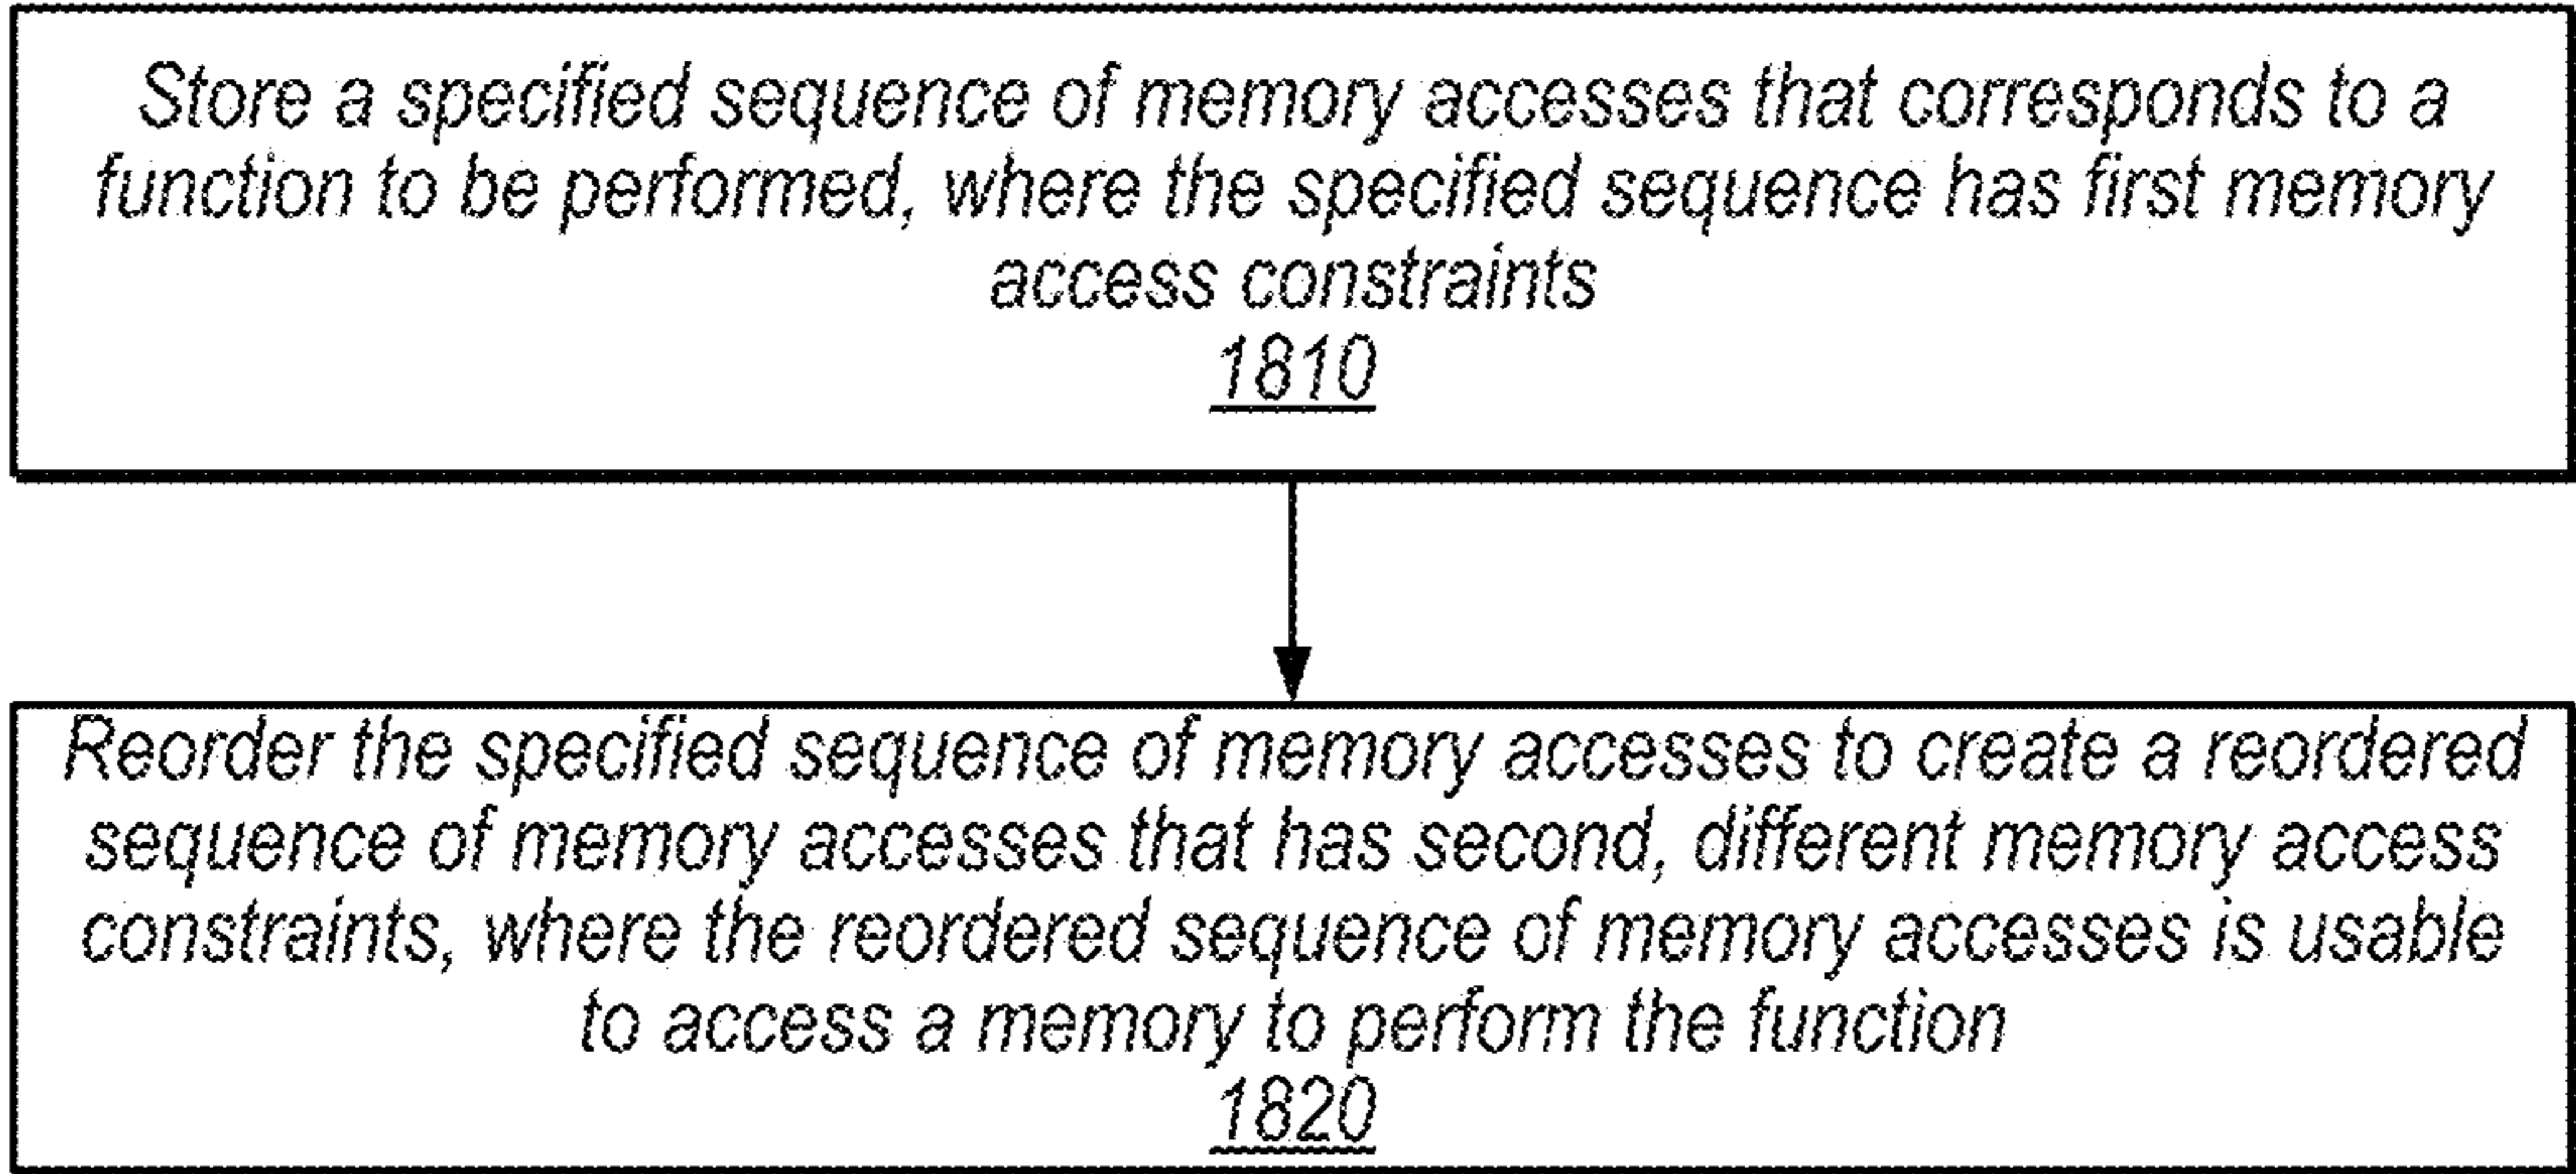 Store a specified sequence of memory accesses that corresponds to a
function to be performed, where the specified sequence has first memory
access constraints
1810
Reorder the specified sequence of memory accesses to create a reordered
sequence of memory accesses that has second, different memory access
constraints, where the reordered sequence of memory accesses is usable
to access a memory to perform the function
1820